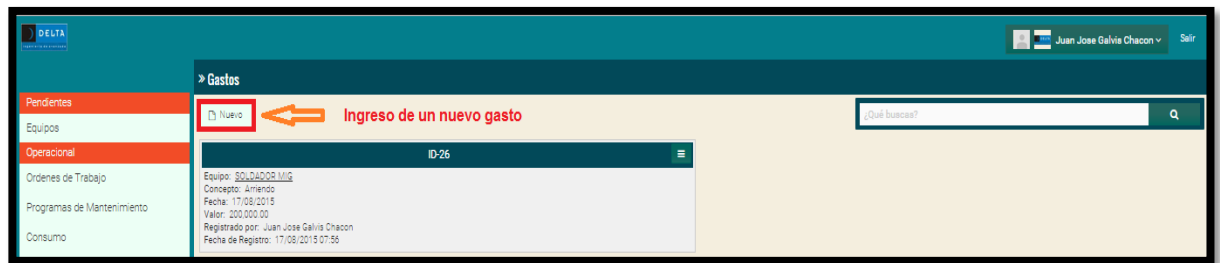 DELTA
Juan Jose Galvis Chacon
Salir
» Gastos
Pendientes
Equipos
Operacional
Ordenes de Trabajo
Programas de Mantenimiento
Consumo
Nuevo
Ingreso de un nuevo gasto
¿Qué buscas?
ID-26
Equipo: SOLDADOR MIG
Concepto: Arriendo
Fecha: 17/08/2015
Valor: 200,000.00
Registrado por: Juan Jose Galvis Chacon
Fecha de Registro: 17/08/2015 07:56